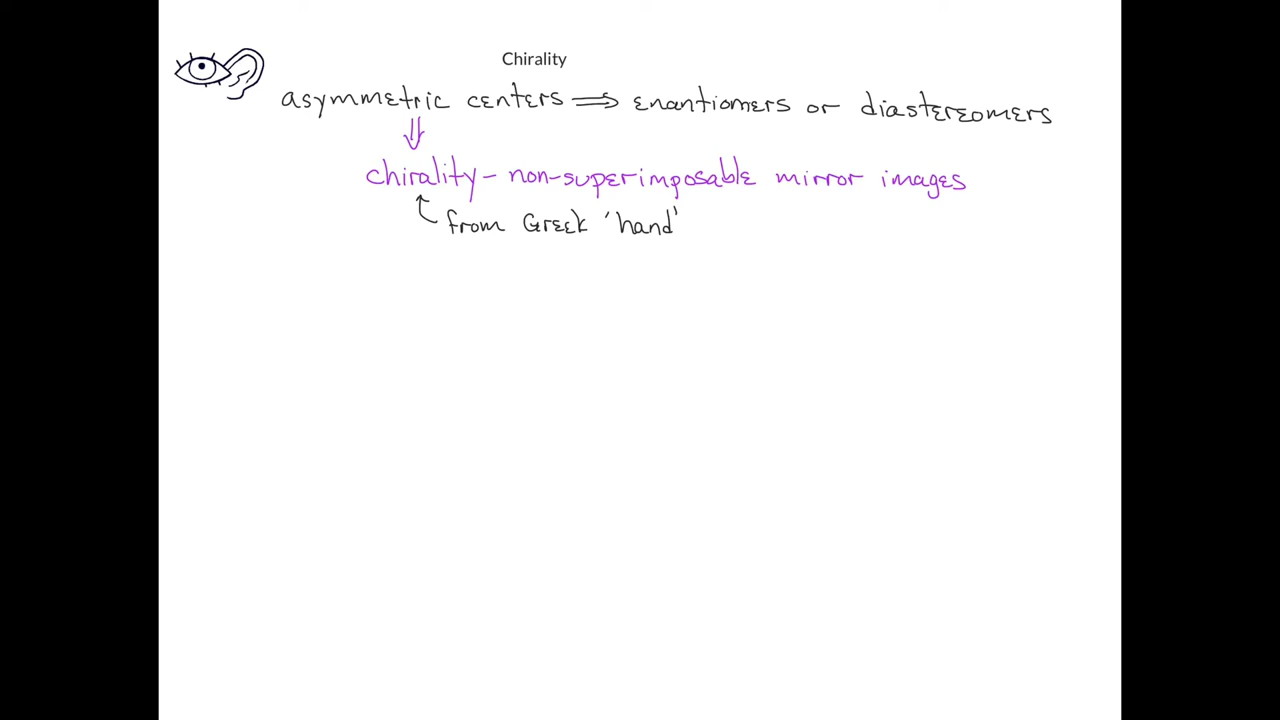 Chirality
asymmetric centers ⇒ enantiomers or diastereomers
⇓
chirality - non-superimposable mirror images
from Greek 'hand'